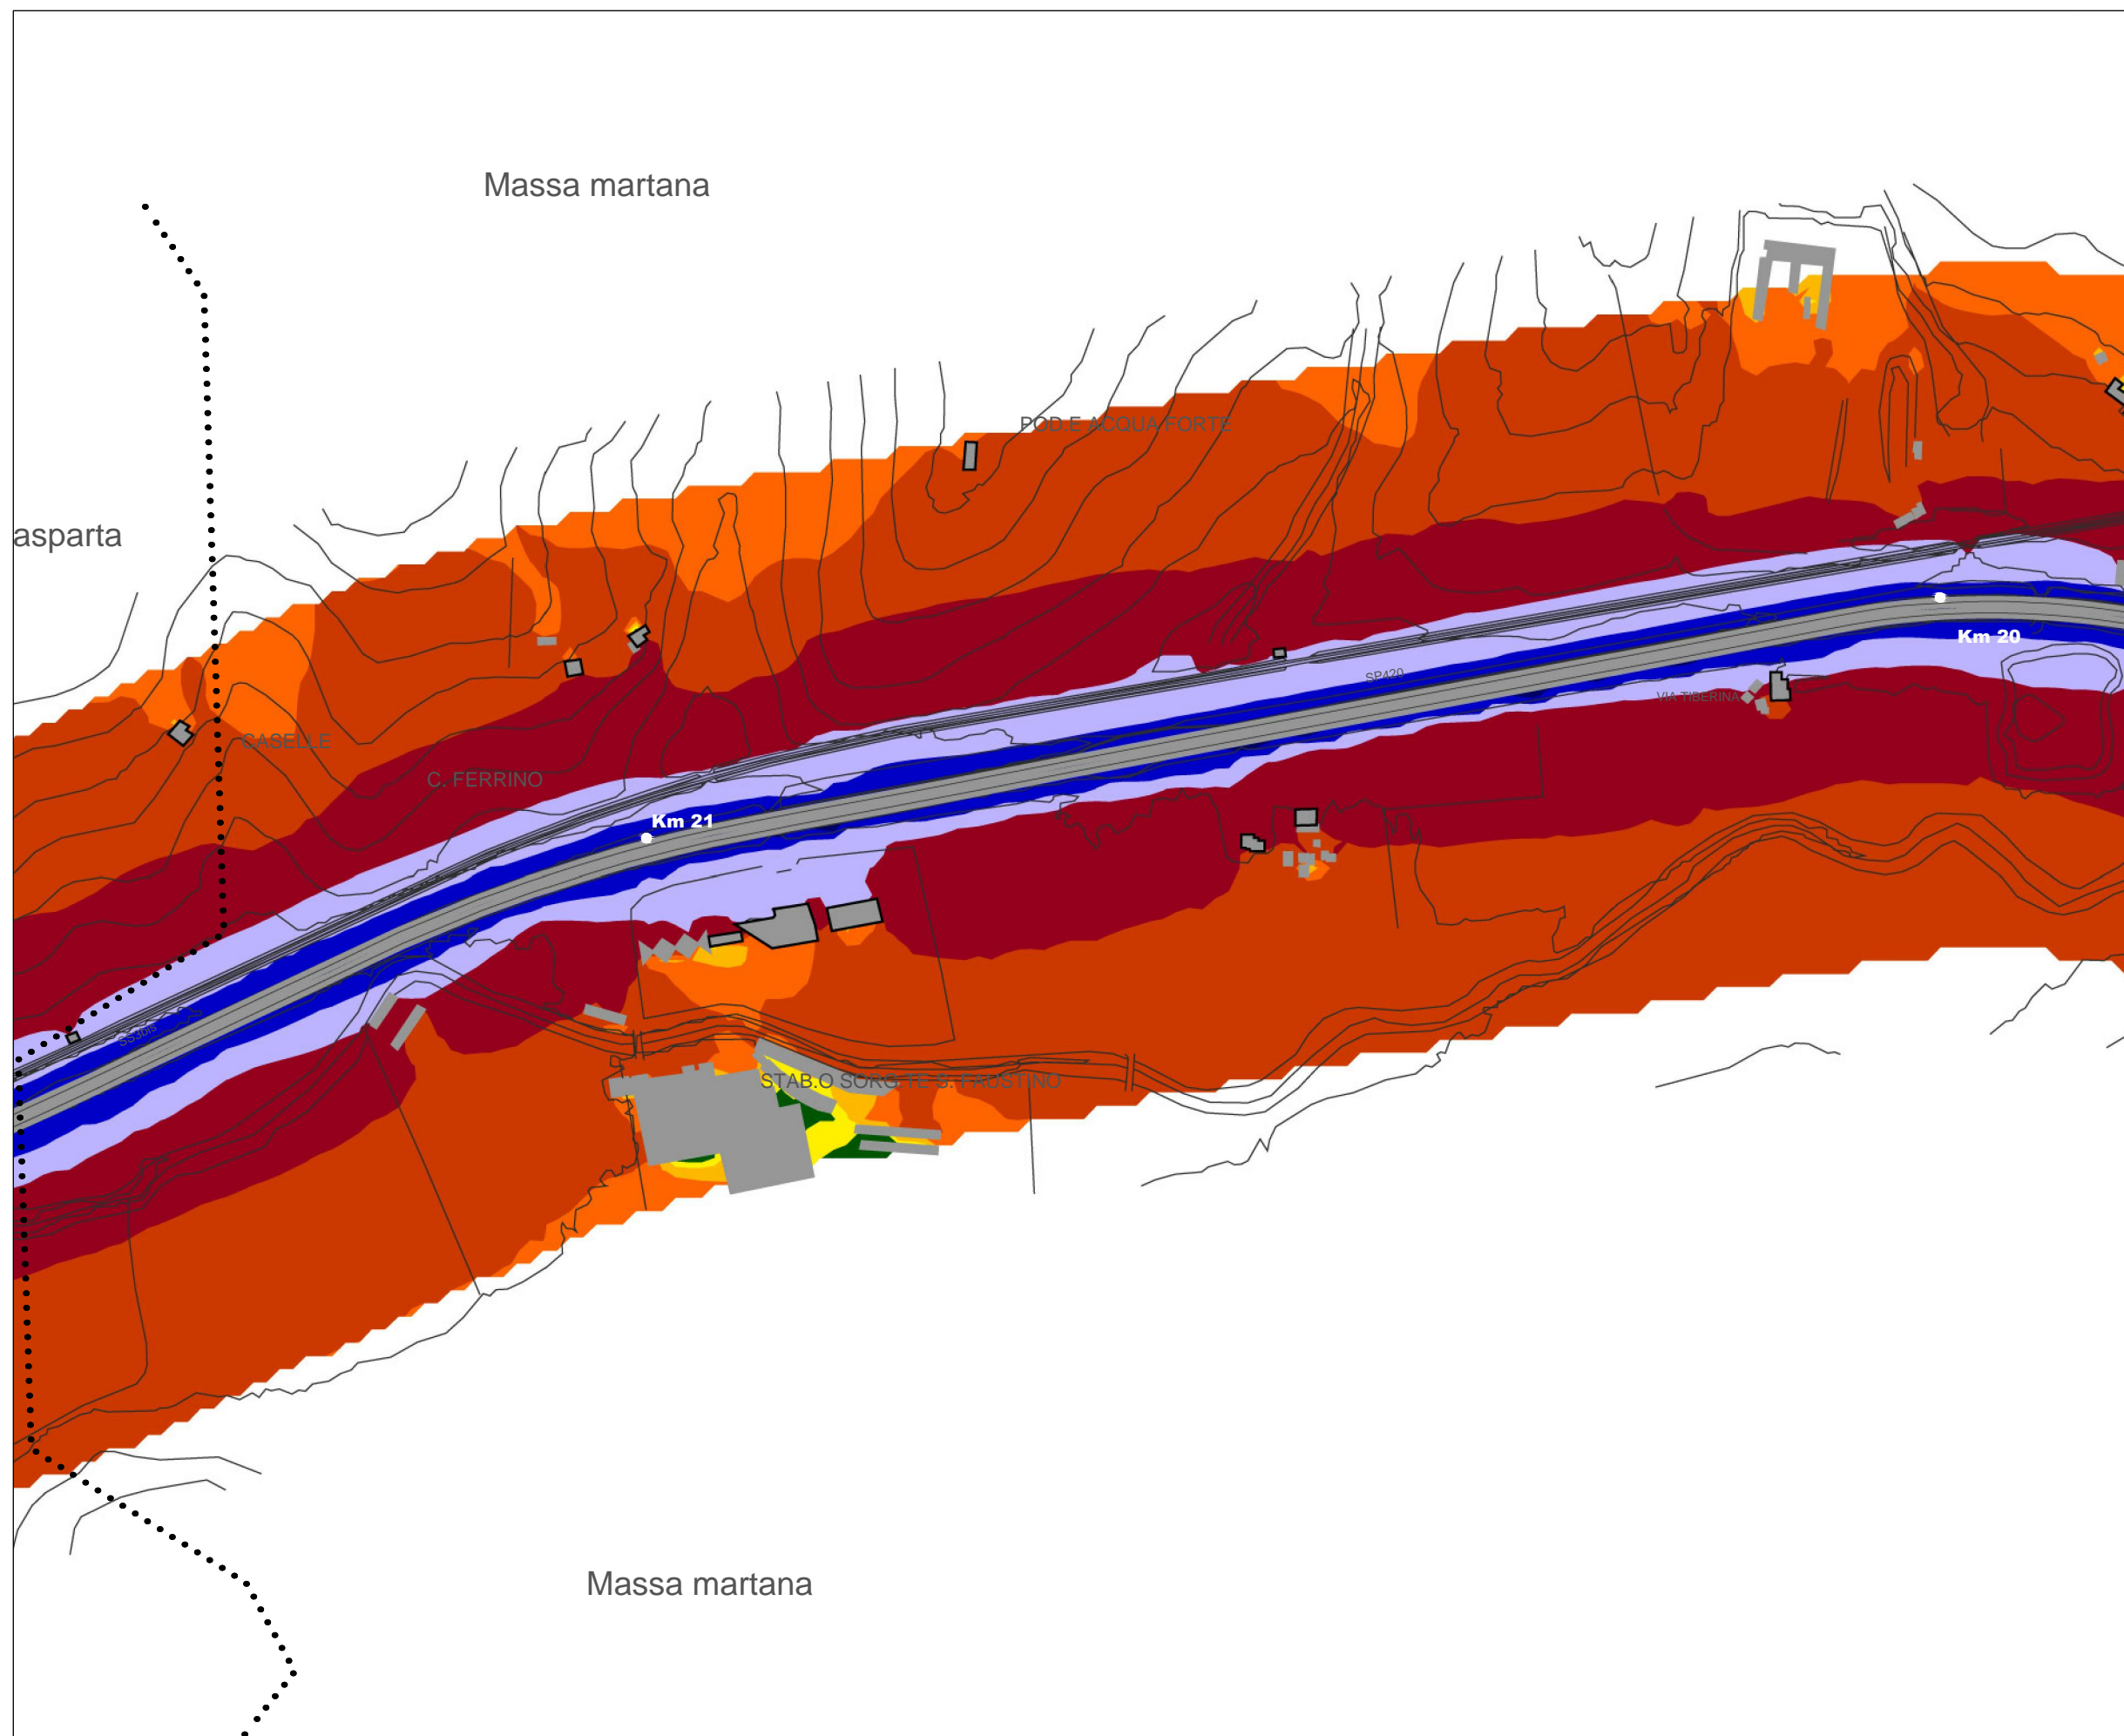 Massa martana
POD.E ACQUA FORTE
asparta
Km 20
SP420
VIA TIBERINA
CASELLE
C. FERRINO
Km 21
SS3bis
STAB.O SORG.TE S. FAUSTINO
Massa martana